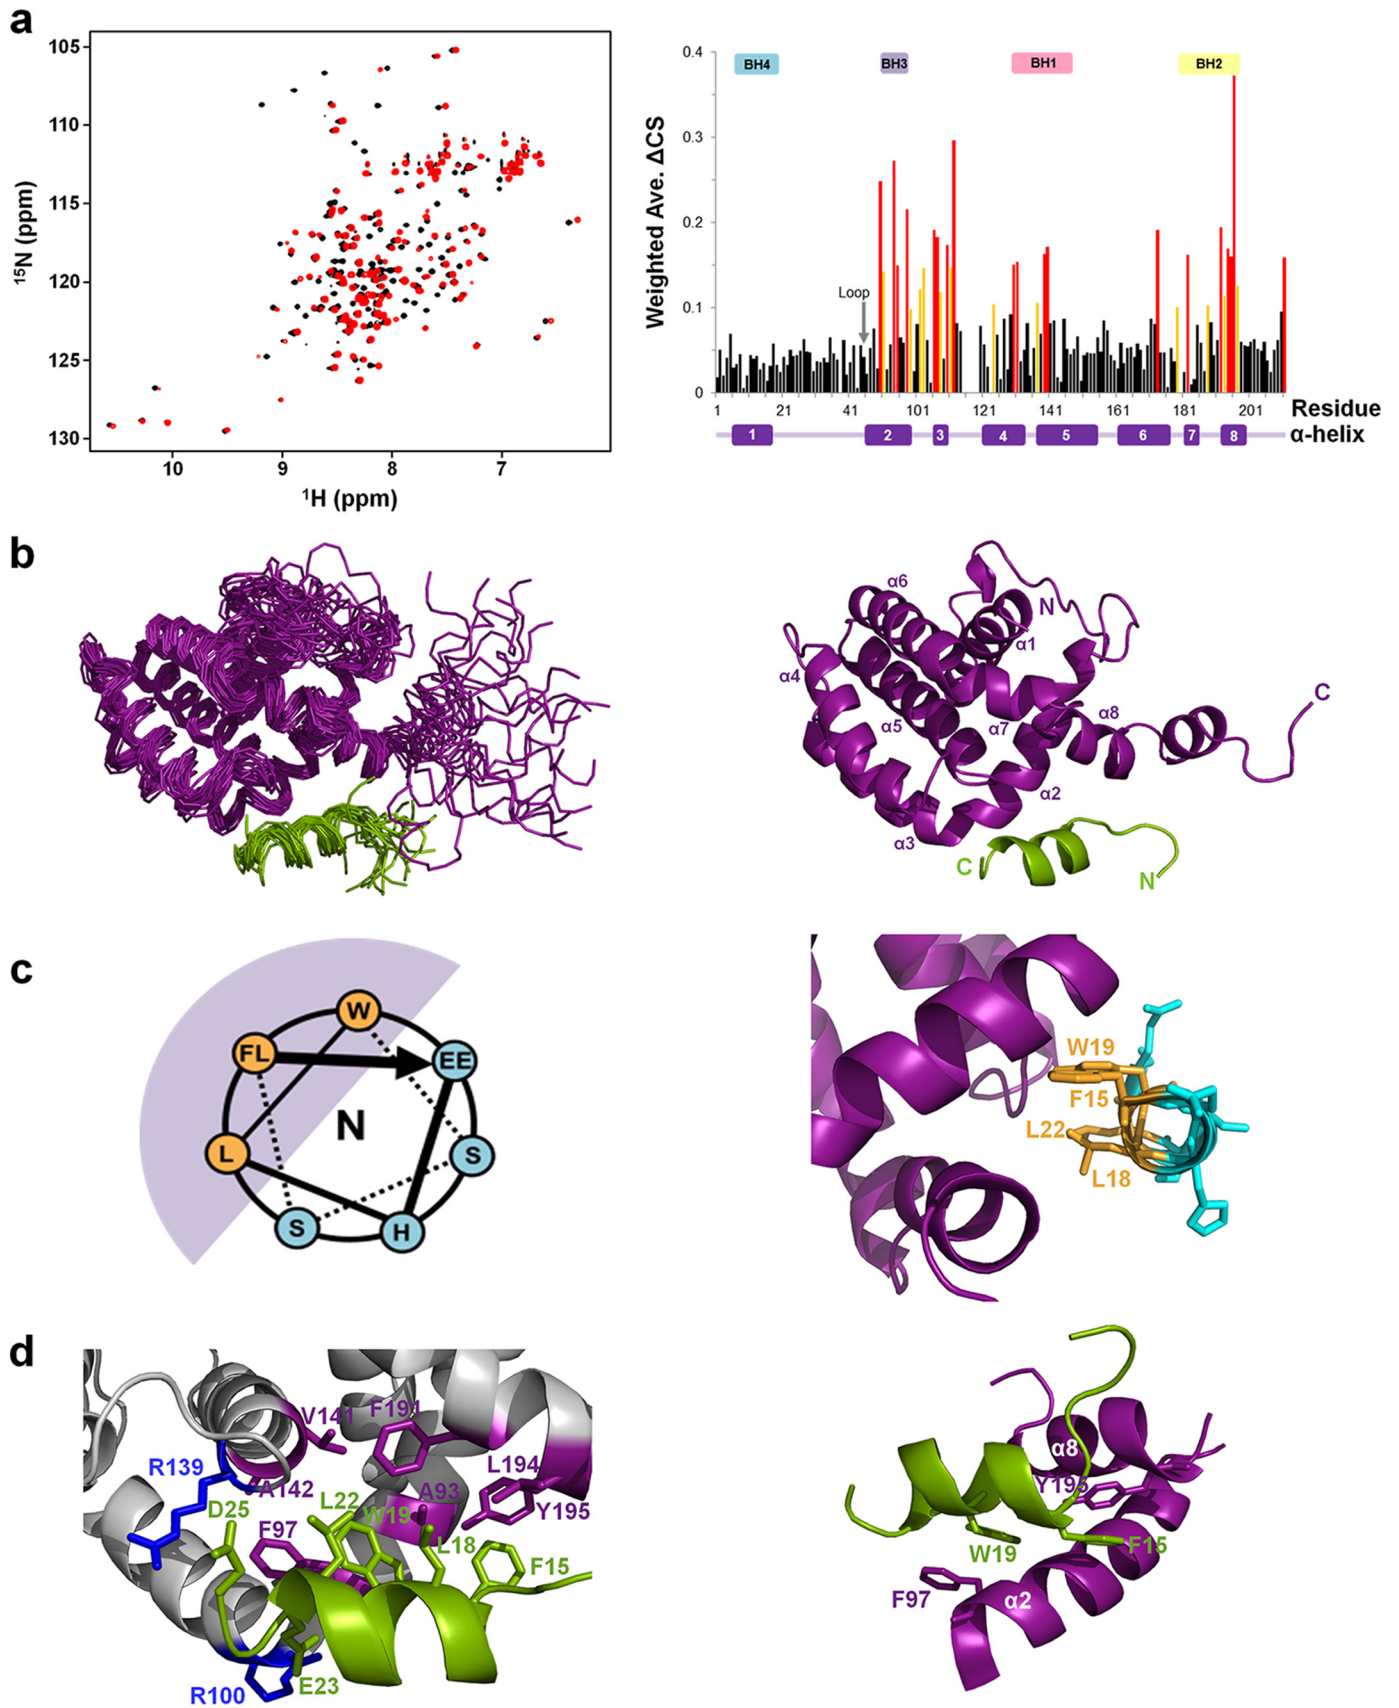 a
105
110
115
120
125
130
15N (ppm)
10 9 8 7
1H (ppm)
0.4
0.3
0.2
0.1
0
Weighted Ave. ΔCS
BH4 BH3 BH1 BH2
Loop
1 21 41 101 121 141 161 181 201 Residue
1 2 3 4 5 6 7 8 α-helix
b
α6
N
α1
α4
C
α5
α7
α8
α2
α3
C
N
c
W
FL
EE
N
L
S
S
H
W19
F15
L22
L18
d
V141
F191
R139
A142
L194
D25
L22
W19
A93
Y195
F97
L18
F15
E23
R100
α8
Y195
W19
F15
F97
α2